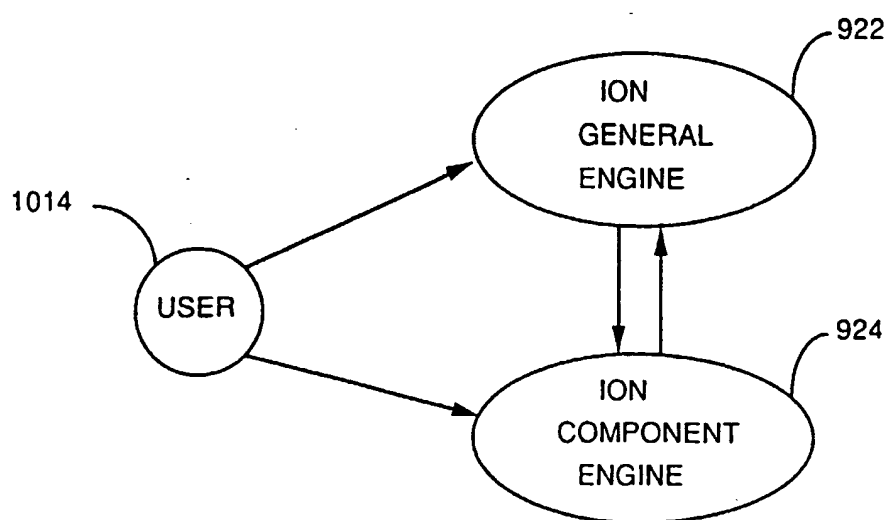 922
ION
GENERAL
ENGINE
1014
USER
924
ION
COMPONENT
ENGINE